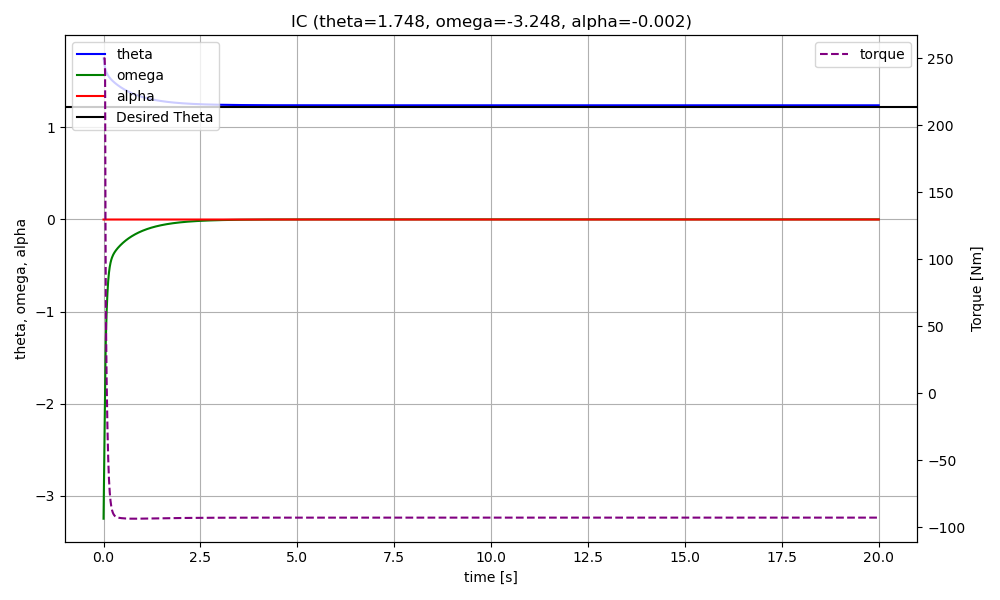 IC (theta=1.748, omega=-3.248, alpha=-0.002)
theta
omega
alpha
Desired Theta
torque
1
0
−1
−2
−3
theta, omega, alpha
250
200
150
100
50
0
−50
−100
Torque [Nm]
0.0 2.5 5.0 7.5 10.0 12.5 15.0 17.5 20.0
time [s]